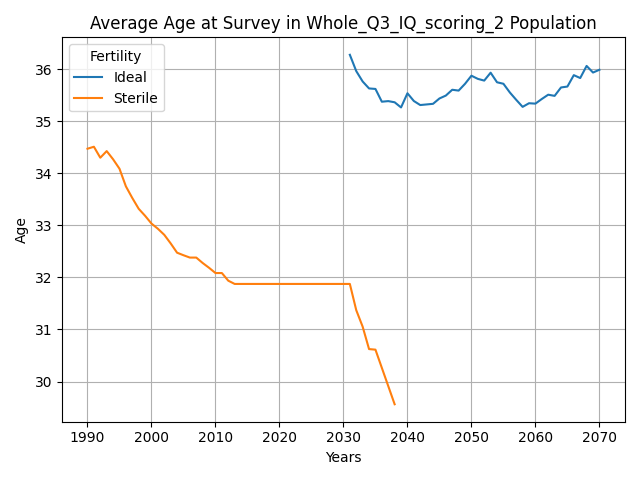 Average Age at Survey in Whole_Q3_IQ_scoring_2 Population
Fertility
Ideal
Sterile
36
35
34
33
32
31
30
Age
1990 2000 2010 2020 2030 2040 2050 2060 2070
Years